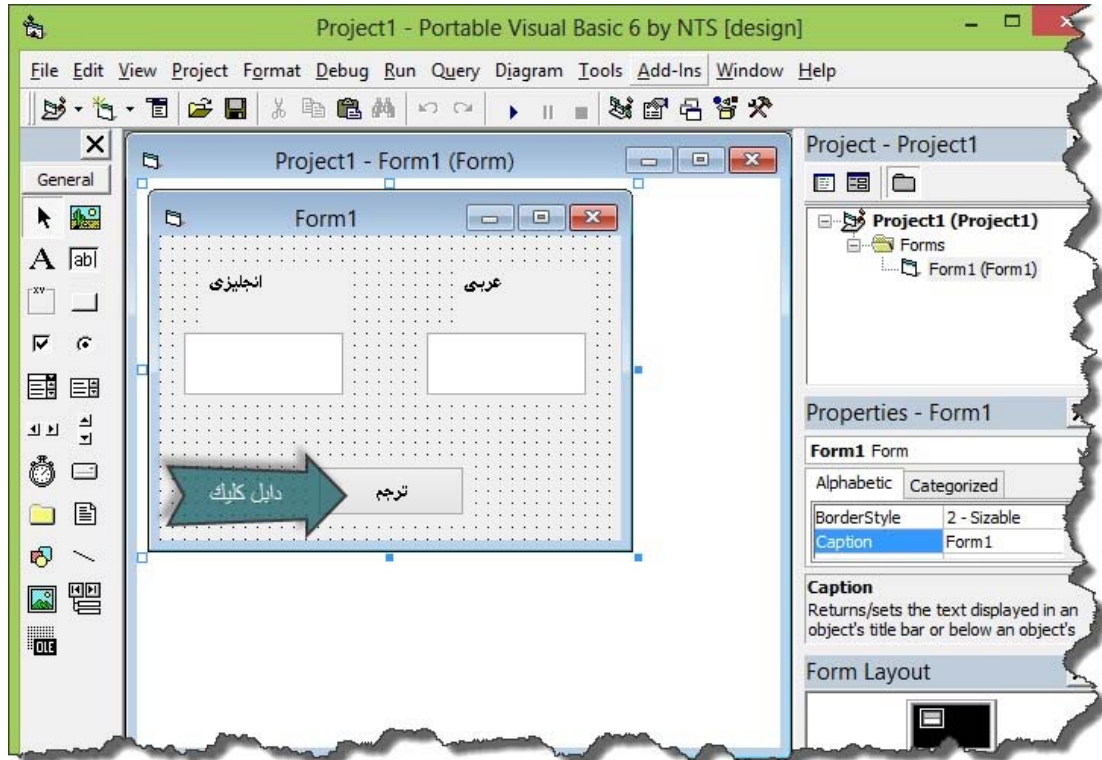 Project1 - Portable Visual Basic 6 by NTS [design]
File Edit View Project Format Debug Run Query Diagram Tools Add-Ins Window Help
General
A
ab
XY
OLE
Project1 - Form1 (Form)
Form1
عربى
انجليزى
ترجم
دابل كليك
Project - Project1
Project1 (Project1)
Forms
Form1 (Form1)
Properties - Form1
Form1 Form
Alphabetic Categorized
BorderStyle 2 - Sizable
Caption Form1
Caption
Returns/sets the text displayed in an
object's title bar or below an object's
Form Layout